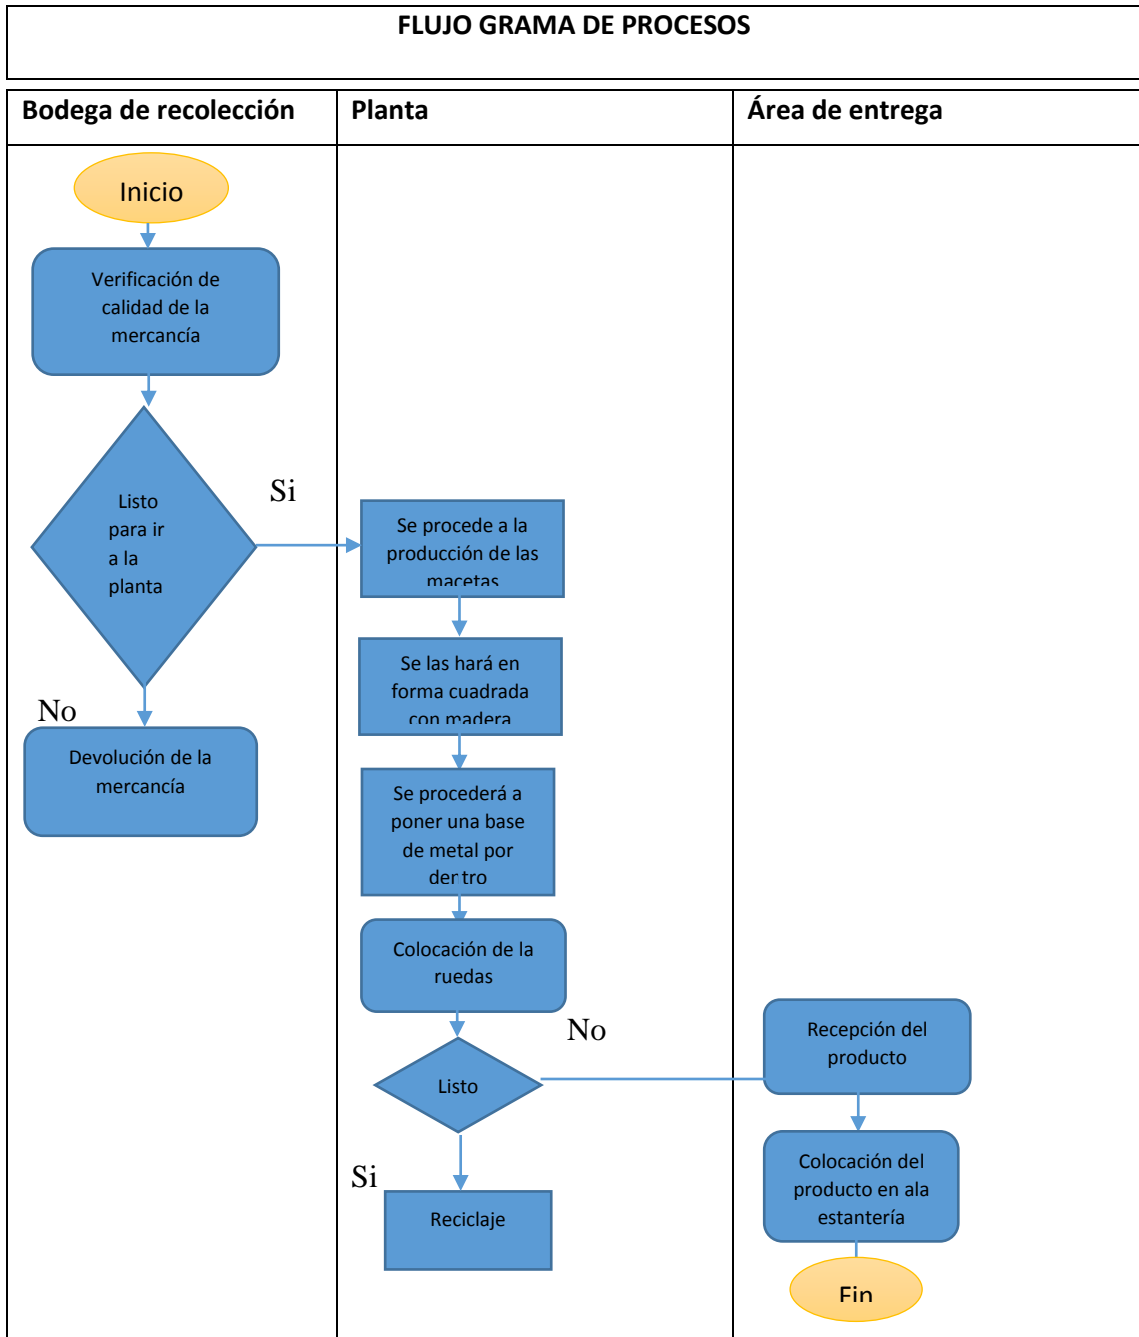 FLUJO GRAMA DE PROCESOS
Bodega de recolección
Planta
Área de entrega
Inicio
Verificación de
calidad de la
mercancía
Listo
para ir
a la
planta
Si
No
Devolución de la
mercancía
Se procede a la
producción de las
macetas
Se las hará en
forma cuadrada
con madera
Se procederá a
poner una base
de metal por
dentro
Colocación de la
ruedas
Listo
No
Si
Reciclaje
Recepción del
producto
Colocación del
producto en ala
estantería
Fin